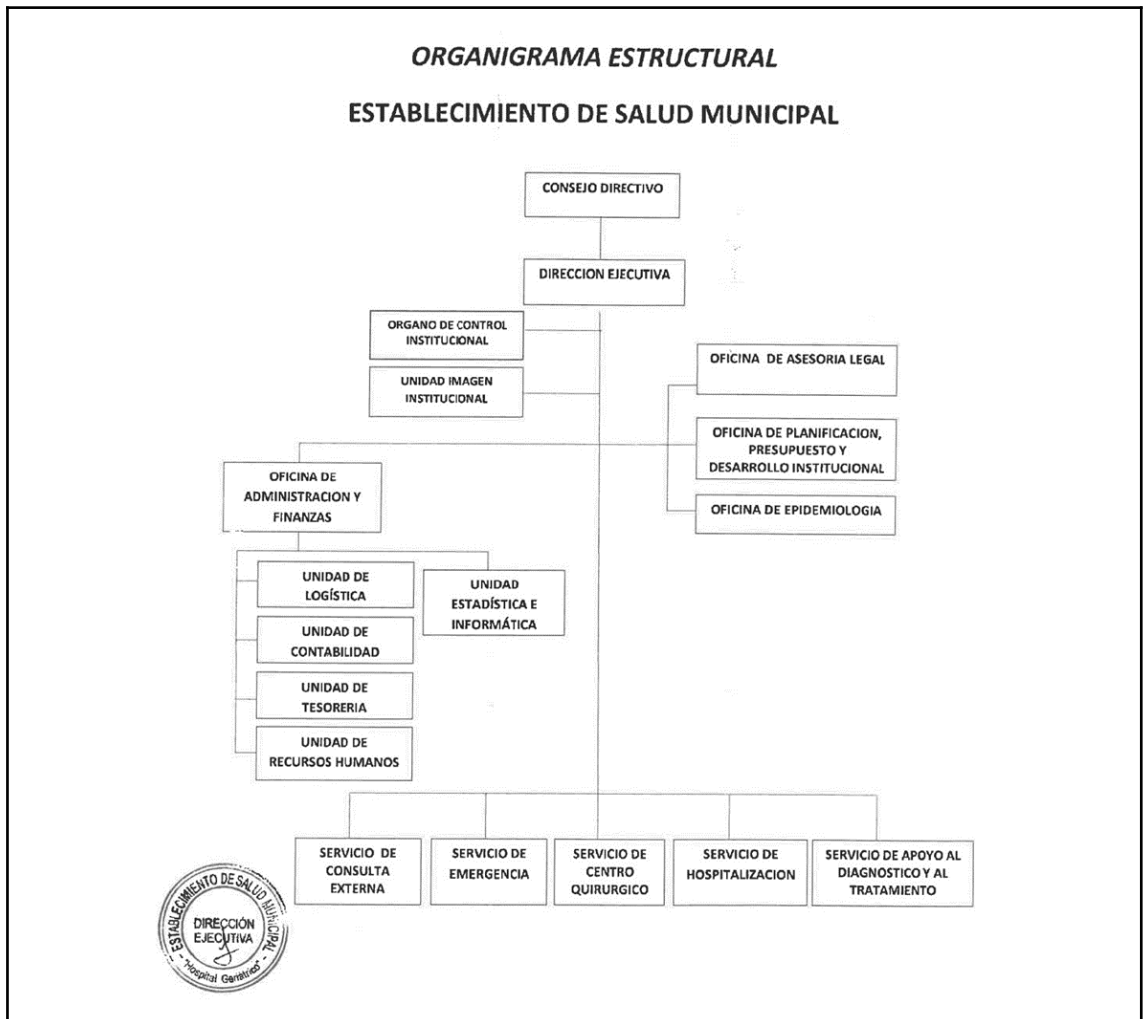 ORGANIGRAMA ESTRUCTURAL
ESTABLECIMIENTO DE SALUD MUNICIPAL
CONSEJO DIRECTIVO
DIRECCION EJECUTIVA
ORGANO DE CONTROL
INSTITUCIONAL
UNIDAD IMAGEN
INSTITUCIONAL
OFICINA DE ASESORIA LEGAL
OFICINA DE PLANIFICACION,
PRESUPUESTO Y
DESARROLLO INSTITUCIONAL
OFICINA DE EPIDEMIOLOGIA
OFICINA DE
ADMINISTRACION Y
FINANZAS
UNIDAD DE
LOGÍSTICA
UNIDAD DE
CONTABILIDAD
UNIDAD DE
TESORERIA
UNIDAD DE
RECURSOS HUMANOS
UNIDAD
ESTADÍSTICA E
INFORMÁTICA
SERVICIO DE
CONSULTA
EXTERNA
SERVICIO DE
EMERGENCIA
SERVICIO DE
CENTRO
QUIRURGICO
SERVICIO DE
HOSPITALIZACION
SERVICIO DE APOYO AL
DIAGNOSTICO Y AL
TRATAMIENTO
ESTABLECIMIENTO DE SALUD MUNICIPAL
DIRECCIÓN
EJECUTIVA
"Hospital Geriátrico"